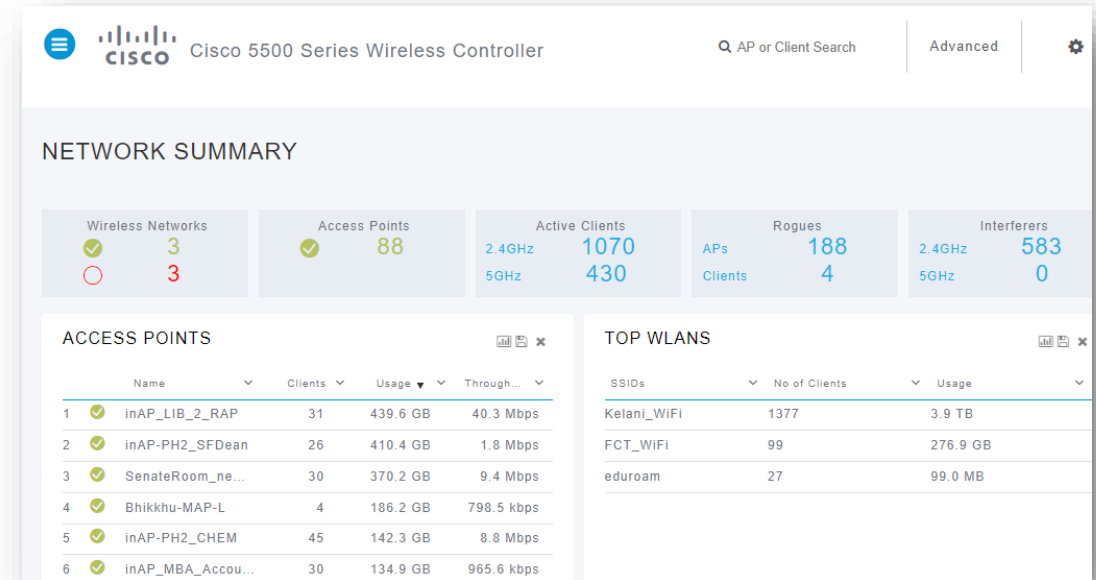 CISCO Cisco 5500 Series Wireless Controller AP or Client Search Advanced
NETWORK SUMMARY
Wireless Networks
3
3
Access Points
88
Active Clients
2.4GHz 1070
5GHz 430
Rogues
APs 188
Clients 4
Interferers
2.4GHz 583
5GHz 0
ACCESS POINTS
Name Clients Usage Through...
1 inAP_LIB_2_RAP 31 439.6 GB 40.3 Mbps
2 inAP-PH2_SFDean 26 410.4 GB 1.8 Mbps
3 SenateRoom_ne... 30 370.2 GB 9.4 Mbps
4 Bhikkhu-MAP-L 4 186.2 GB 798.5 kbps
5 inAP-PH2_CHEM 45 142.3 GB 8.8 Mbps
6 inAP_MBA_Accou... 30 134.9 GB 965.6 kbps
TOP WLANS
SSIDs No of Clients Usage
Kelani_WiFi 1377 3.9 TB
FCT_WiFi 99 276.9 GB
eduroam 27 99.0 MB